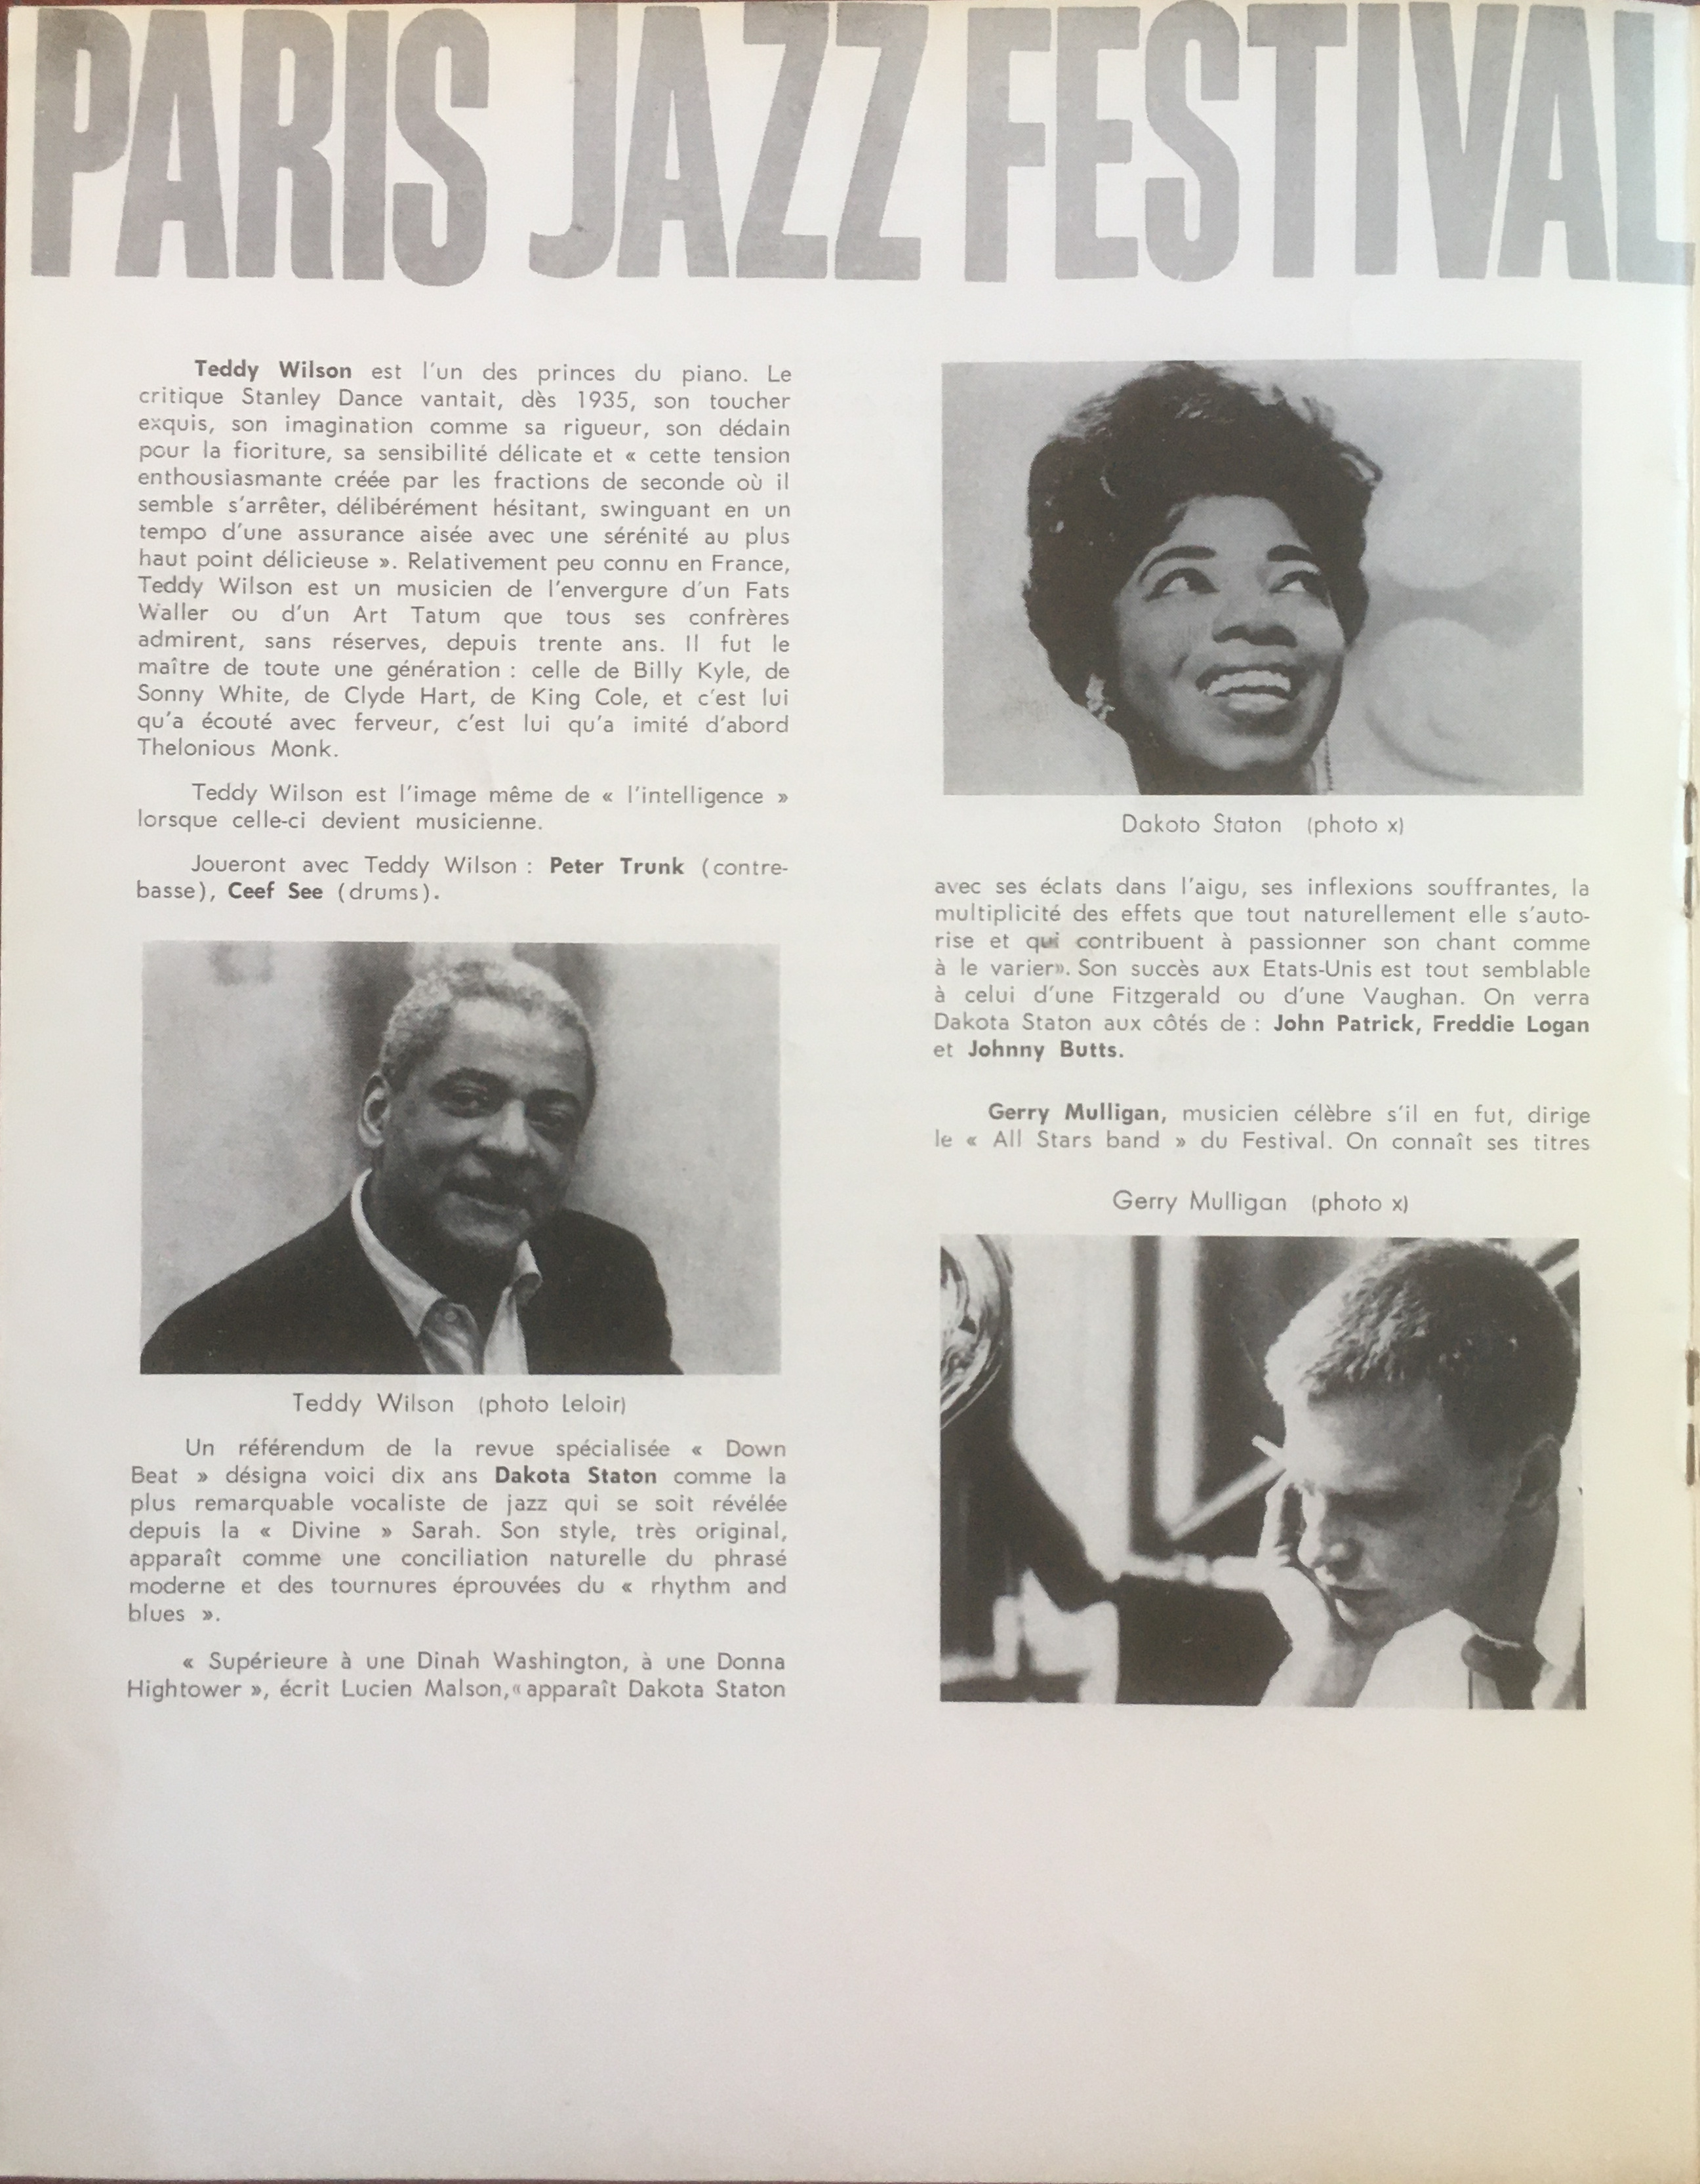 PARIS JAZZ FESTIVAL
Teddy Wilson est l'un des princes du piano. Le
critique Stanley Dance vantait, dès 1935, son toucher
exquis, son imagination comme sa rigueur, son dédain
pour la fioriture, sa sensibilité délicate et « cette tension
enthousiasmante créée par les fractions de seconde où il
semble s'arrêter, délibérément hésitant, swinguant en un
tempo d'une assurance aisée avec une sérénité au plus
haut point délicieuse ». Relativement peu connu en France,
Teddy Wilson est un musicien de l'envergure d'un Fats
Waller ou d'un Art Tatum que tous ses confrères
admirent, sans réserves, depuis trente ans. Il fut le
maître de toute une génération : celle de Billy Kyle, de
Sonny White, de Clyde Hart, de King Cole, et c'est lui
qu'a écouté avec ferveur, c'est lui qu'a imité d'abord
Thelonious Monk.
Teddy Wilson est l'image même de « l'intelligence »
lorsque celle-ci devient musicienne.
Joueront avec Teddy Wilson : Peter Trunk (contre-
basse), Ceef See (drums).
Teddy Wilson (photo Leloir)
Un référendum de la revue spécialisée « Down
Beat » désigna voici dix ans Dakota Staton comme la
plus remarquable vocaliste de jazz qui se soit révélée
depuis la « Divine » Sarah. Son style, très original,
apparaît comme une conciliation naturelle du phrasé
moderne et des tournures éprouvées du « rhythm and
blues ».
« Supérieure à une Dinah Washington, à une Donna
Hightower », écrit Lucien Malson, « apparaît Dakota Staton
Dakoto Staton (photo x)
avec ses éclats dans l'aigu, ses inflexions souffrantes, la
multiplicité des effets que tout naturellement elle s'auto-
rise et qui contribuent à passionner son chant comme
à le varier». Son succès aux Etats-Unis est tout semblable
à celui d'une Fitzgerald ou d'une Vaughan. On verra
Dakota Staton aux côtés de : John Patrick, Freddie Logan
et Johnny Butts.
Gerry Mulligan, musicien célèbre s'il en fut, dirige
le « All Stars band » du Festival. On connaît ses titres
Gerry Mulligan (photo x)